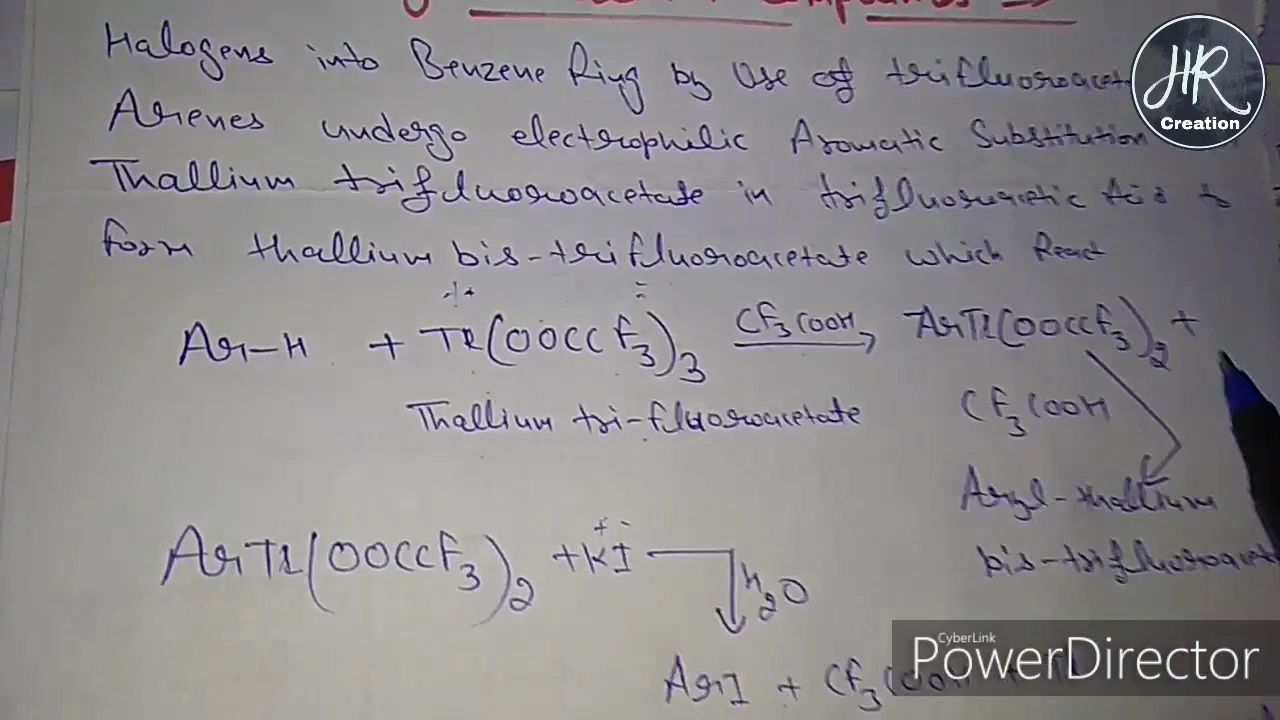 Compounds
Halogens into Benzene Ring by Use of trifluoroacet
Arenes undergo electrophilic Aromatic Substitution
Thallium trifluoroacetate in trifluoroacetic Acid to
form thallium bis-trifluoroacetate which React
Ar-H + Tl(OOCCF3)3 CF3COOH ArTl(OOCCF3)2 +
Thallium tri-fluoroacetate CF3COOH
Aryl-thallium
bis-trifluoroacet
ArTl(OOCCF3)2 + KI H2O
ArI + CF3COOH
HR
Creation
CyberLink
PowerDirector